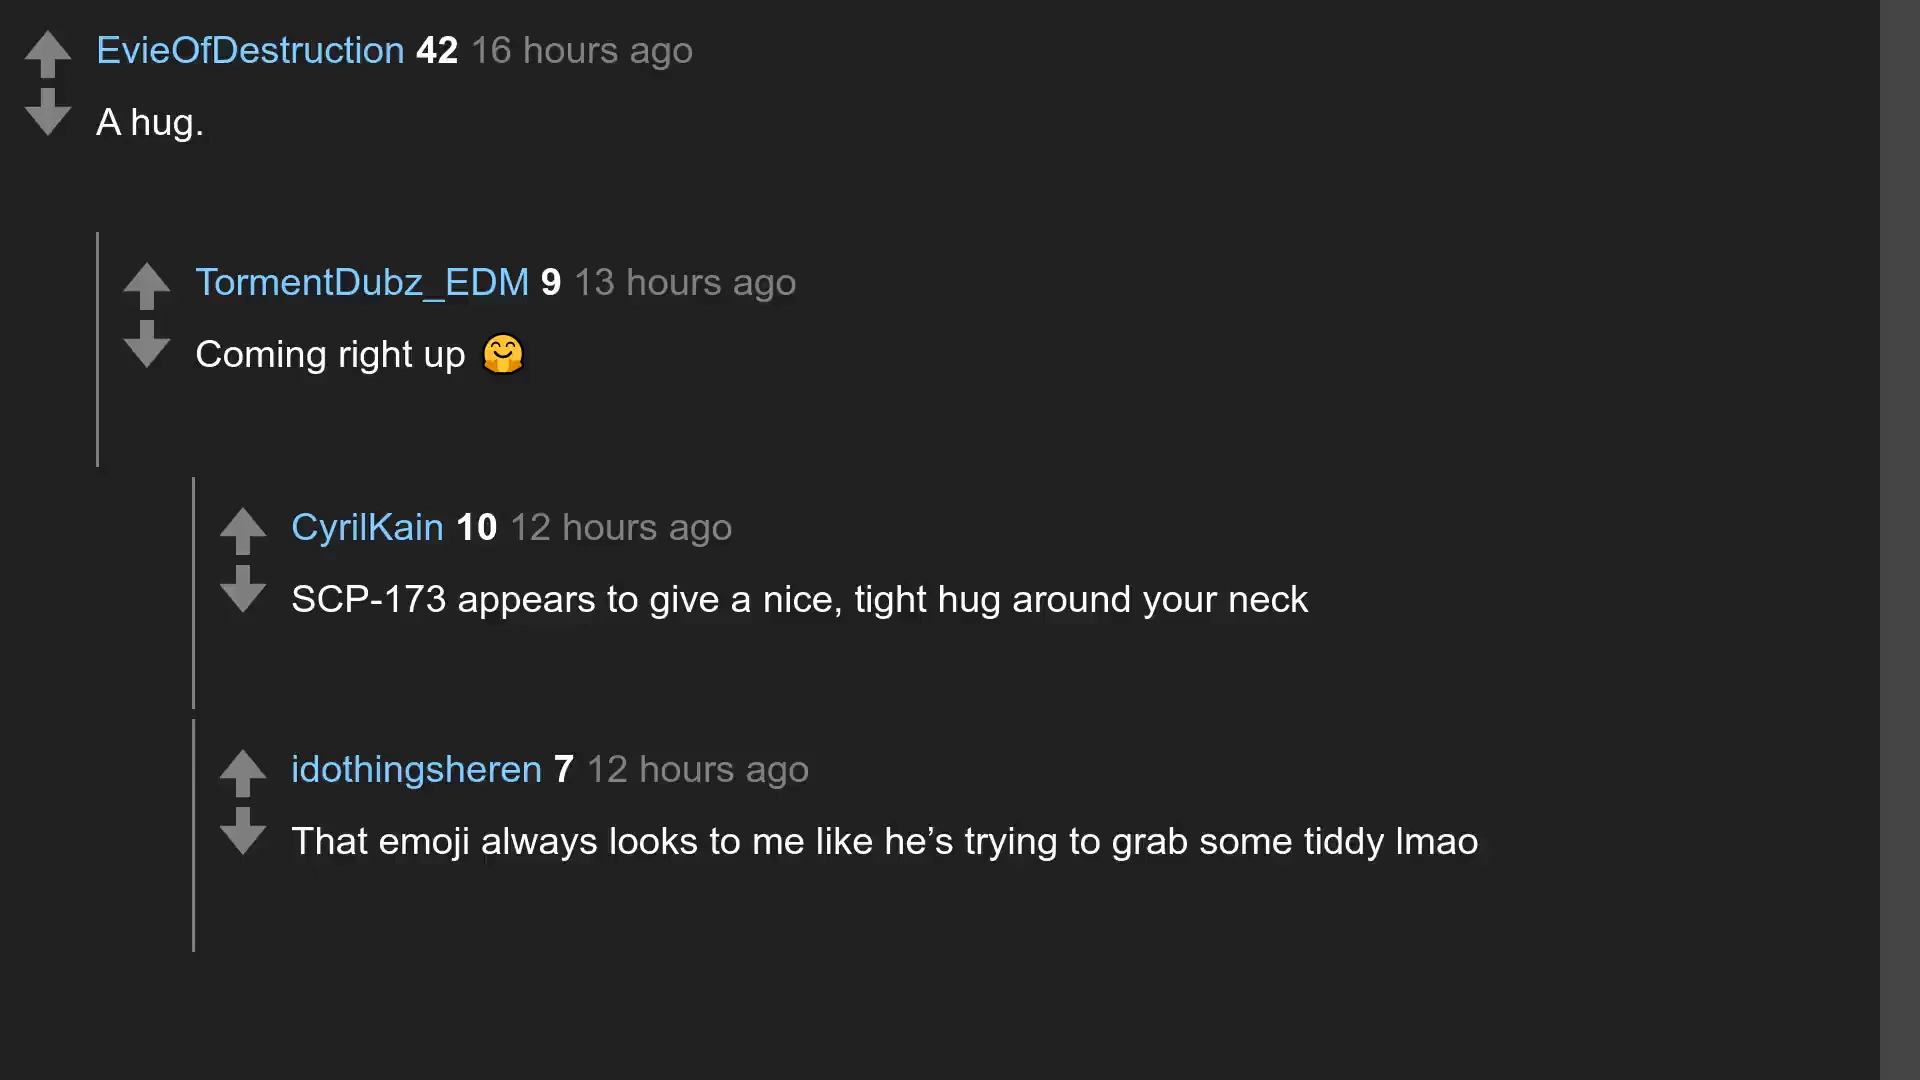 EvieOfDestruction 42 16 hours ago
A hug.
TormentDubz_EDM 9 13 hours ago
Coming right up 🤗
CyrilKain 10 12 hours ago
SCP-173 appears to give a nice, tight hug around your neck
idothingsheren 7 12 hours ago
That emoji always looks to me like he’s trying to grab some tiddy lmao